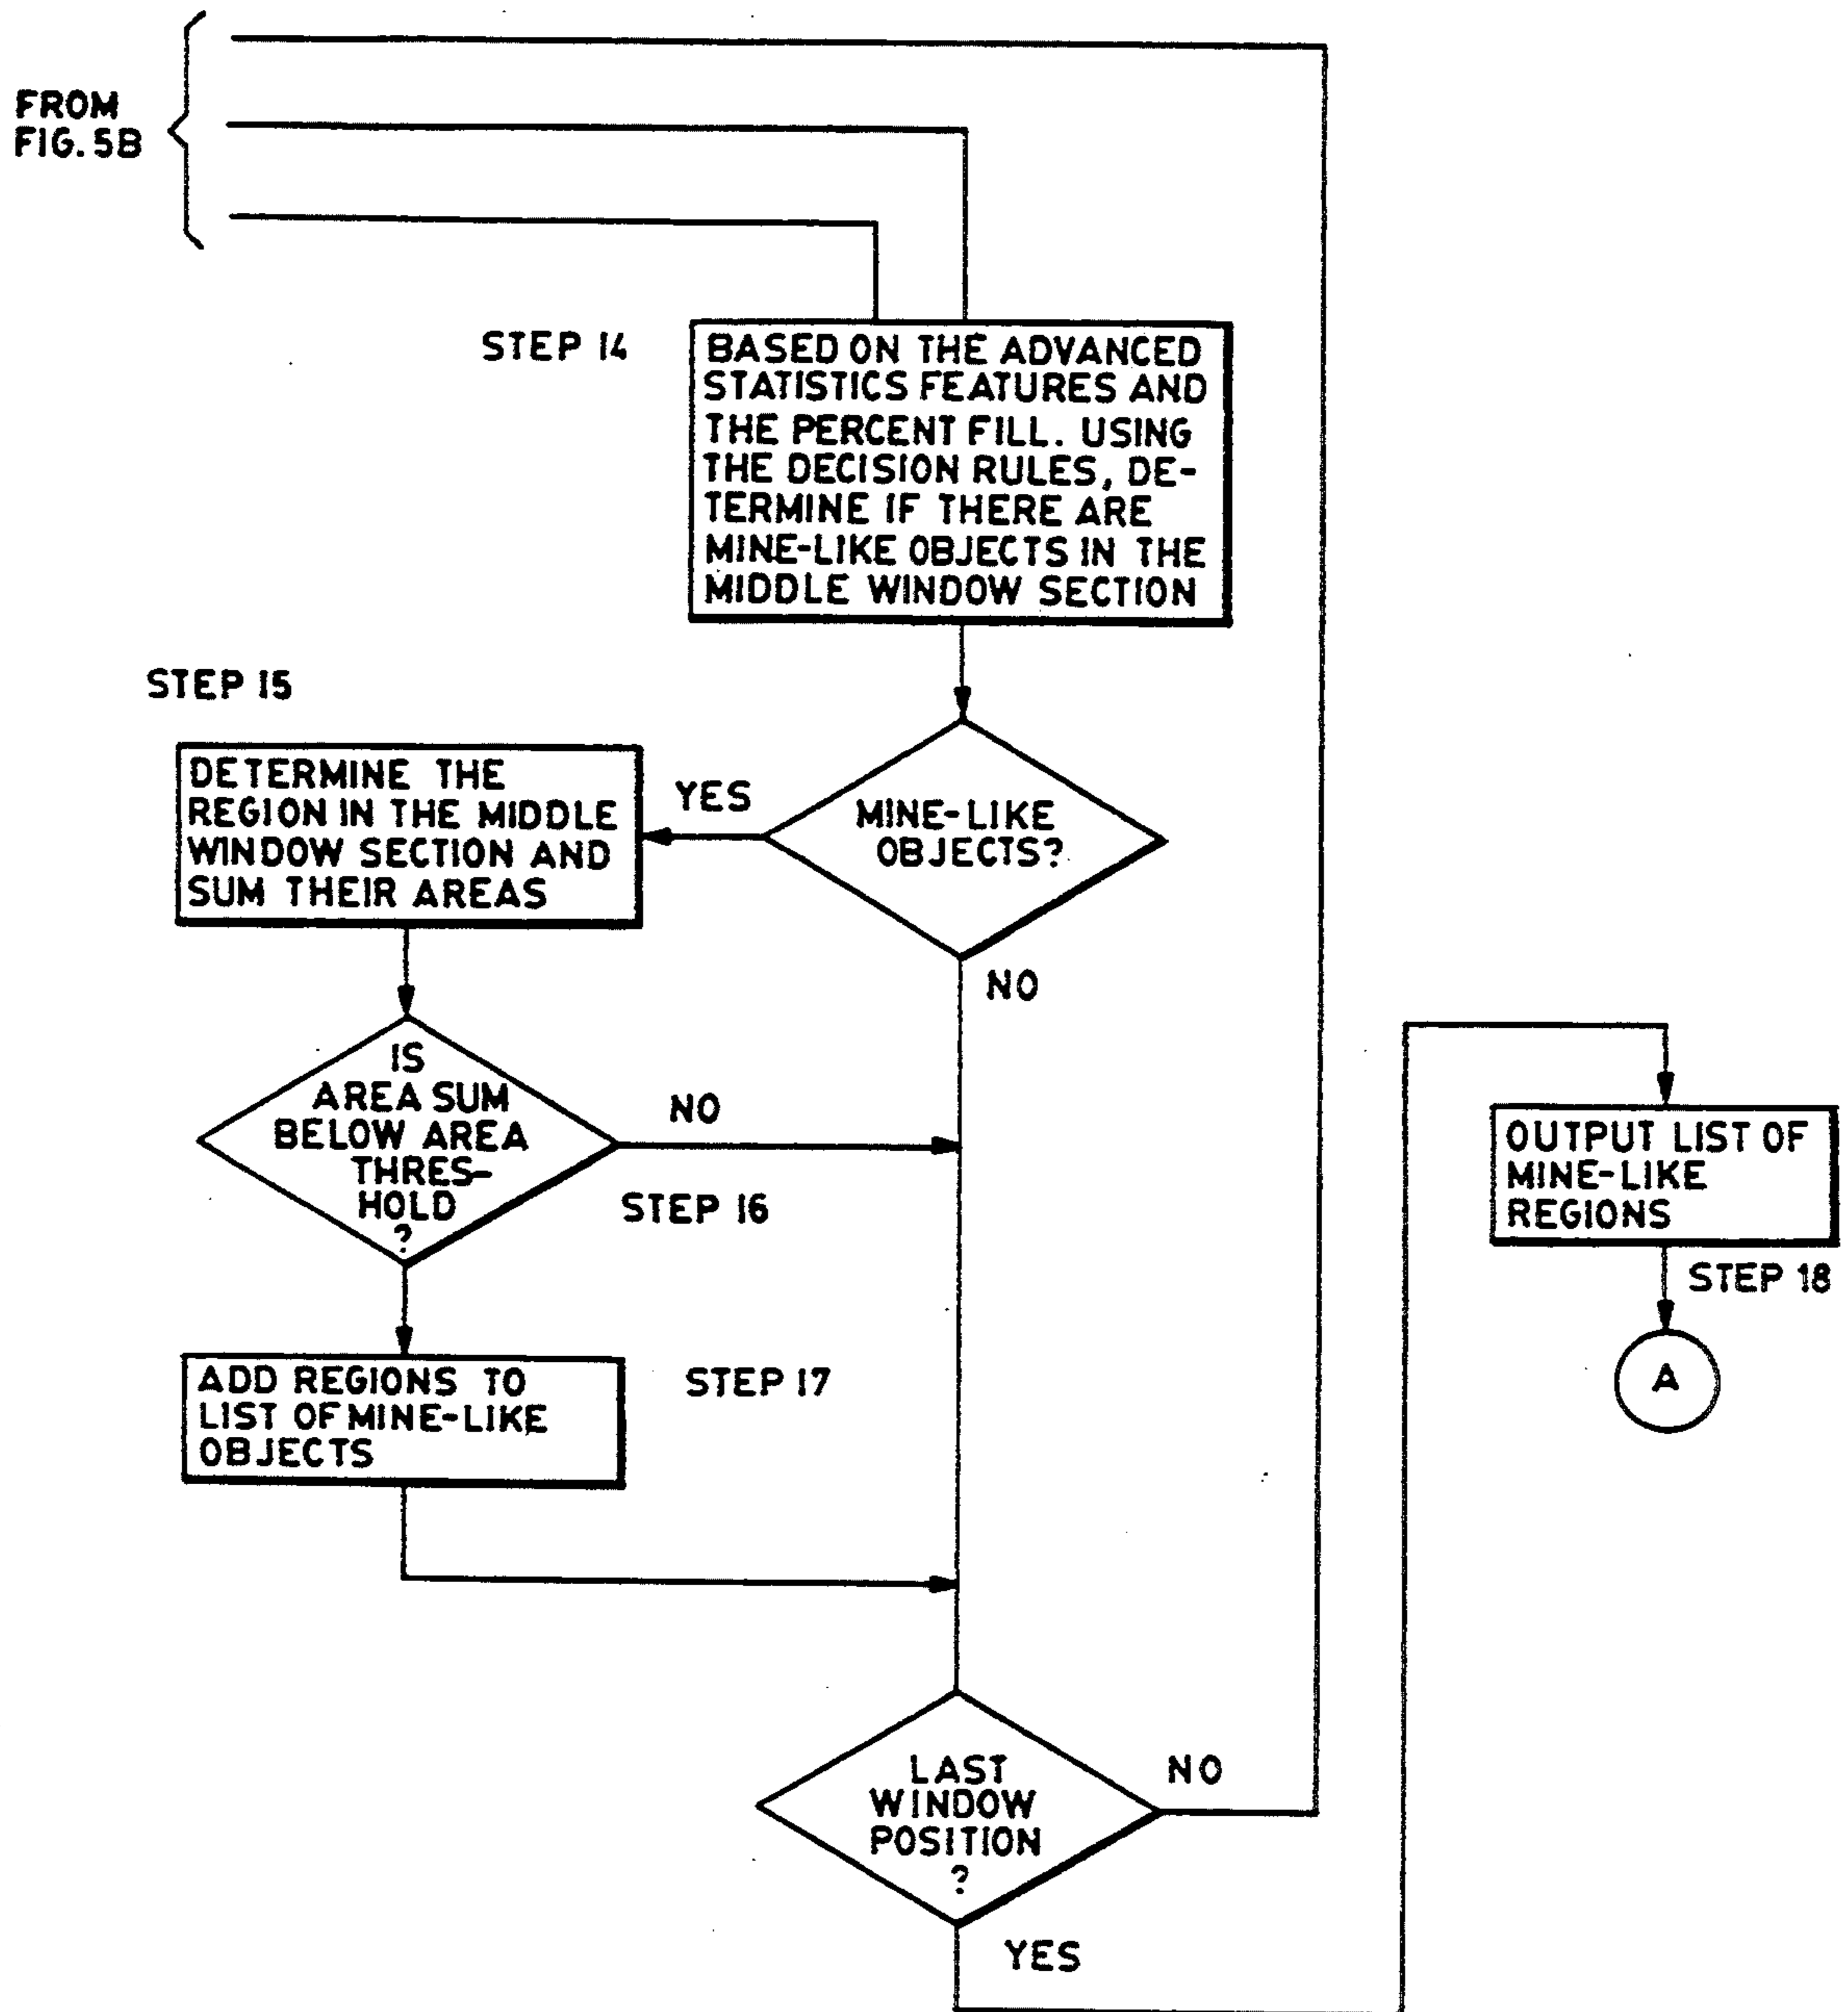 FROM
FIG. 5B
STEP 14
BASED ON THE ADVANCED
STATISTICS FEATURES AND
THE PERCENT FILL. USING
THE DECISION RULES, DE-
TERMINE IF THERE ARE
MINE-LIKE OBJECTS IN THE
MIDDLE WINDOW SECTION
STEP 15
DETERMINE THE
REGION IN THE MIDDLE
WINDOW SECTION AND
SUM THEIR AREAS
YES
MINE-LIKE
OBJECTS?
NO
IS
AREA SUM
BELOW AREA
THRES-
HOLD
?
NO
STEP 16
OUTPUT LIST OF
MINE-LIKE
REGIONS
STEP 18
A
ADD REGIONS TO
LIST OF MINE-LIKE
OBJECTS
STEP 17
LAST
WINDOW
POSITION
?
NO
YES